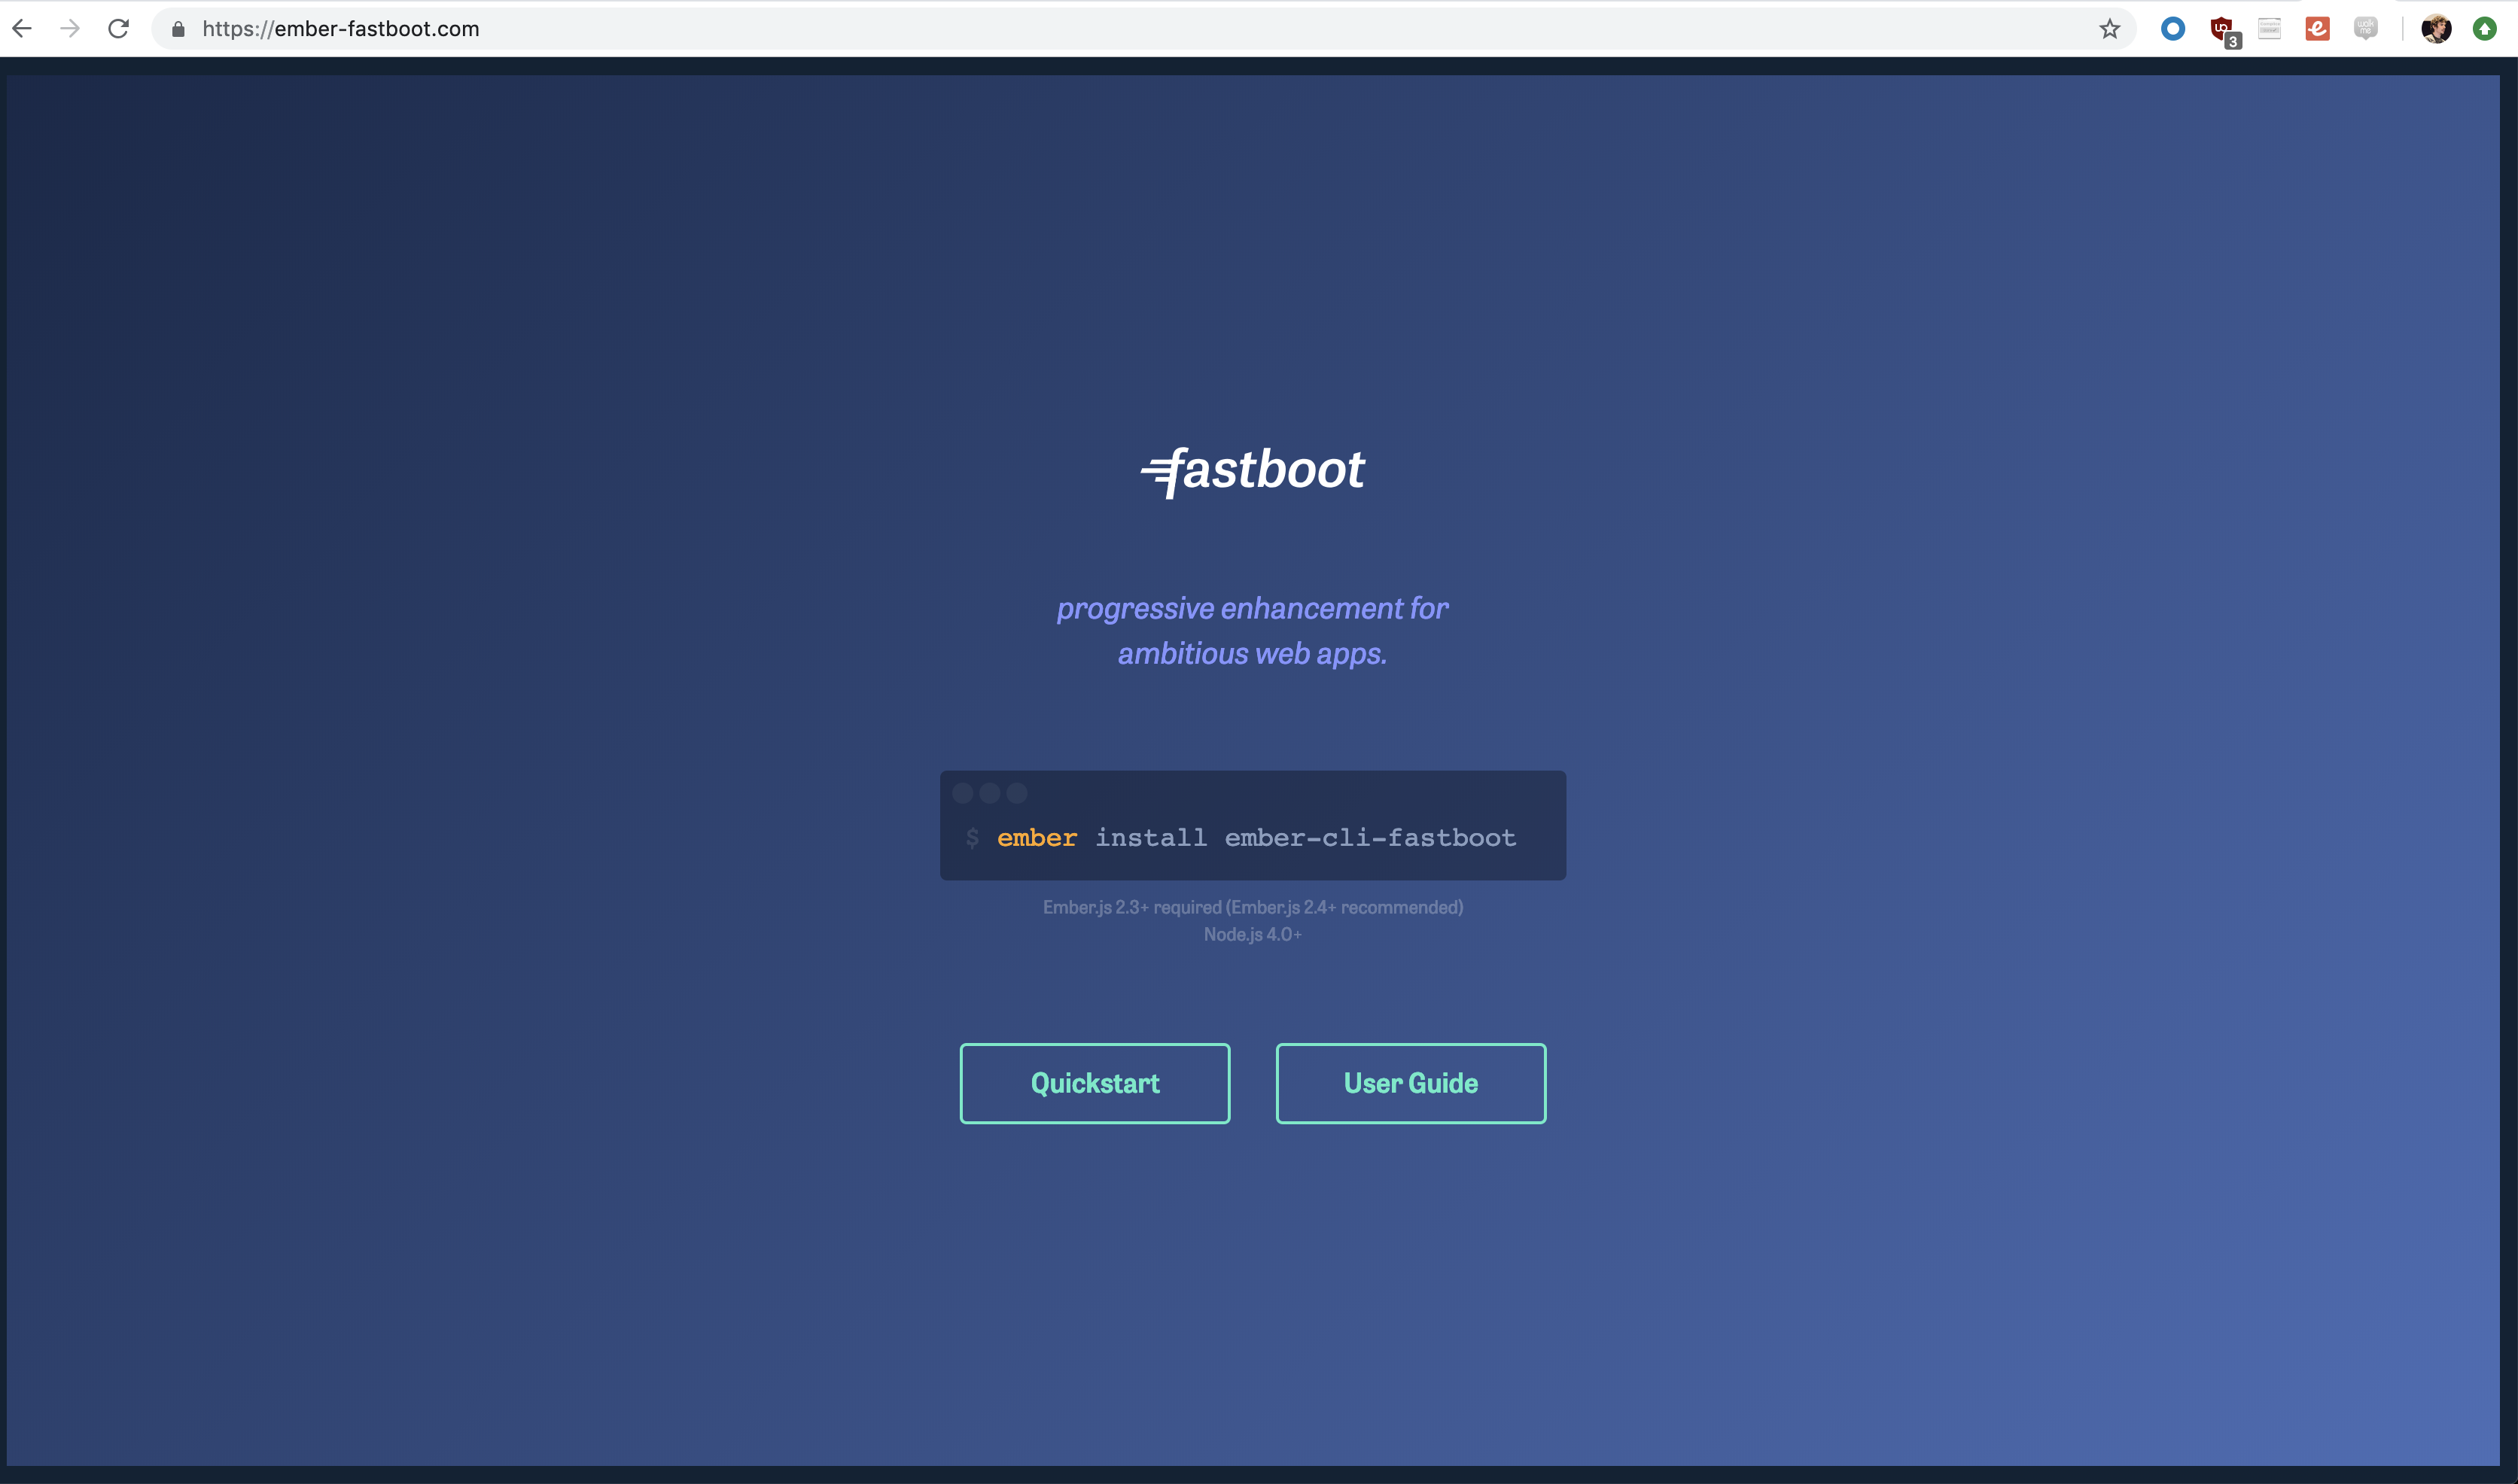 https://ember-fastboot.com
3
fastboot
progressive enhancement for
ambitious web apps.
$ ember install ember-cli-fastboot
Ember.js 2.3+ required (Ember.js 2.4+ recommended)
Node.js 4.0+
Quickstart
User Guide